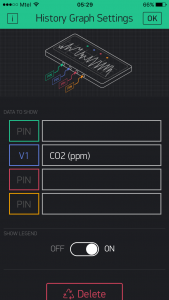 Mtel 05:29 86%
i History Graph Settings OK
DATA TO SHOW
PIN
V1 CO2 (ppm)
PIN
PIN
SHOW LEGEND
OFF ON
Delete